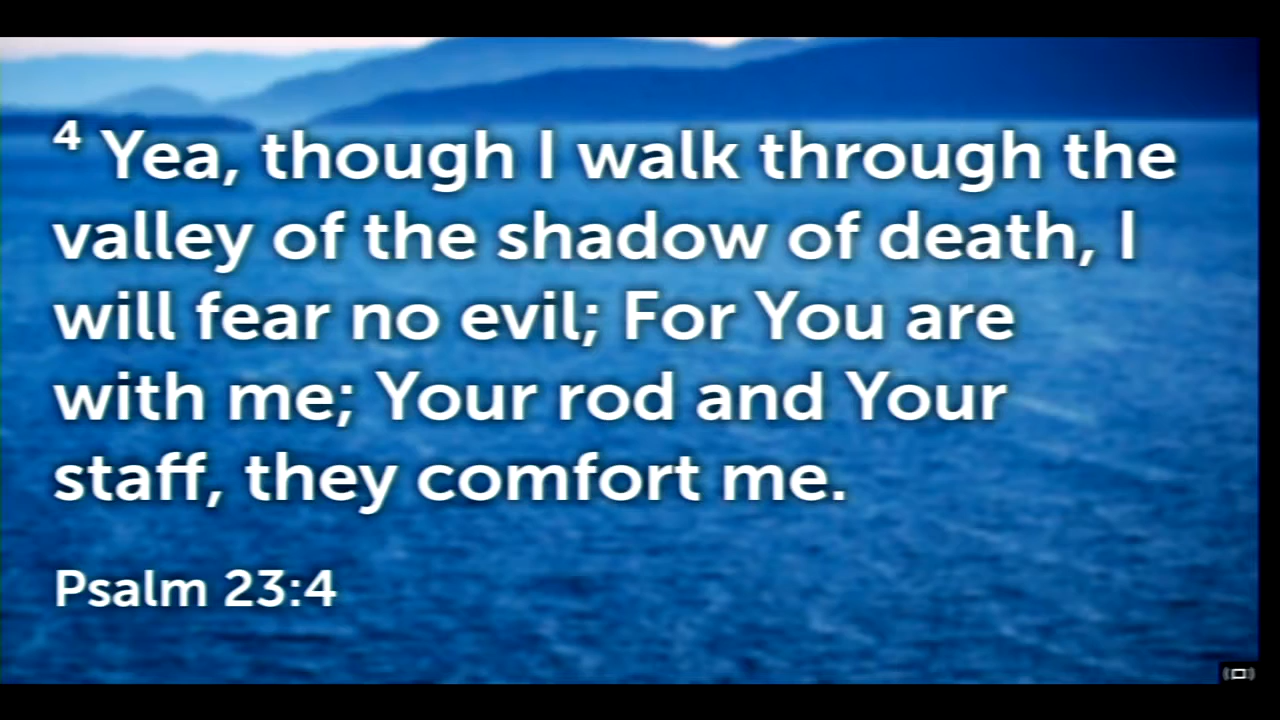 4 Yea, though I walk through the
valley of the shadow of death, I
will fear no evil; For You are
with me; Your rod and Your
staff, they comfort me.
Psalm 23:4